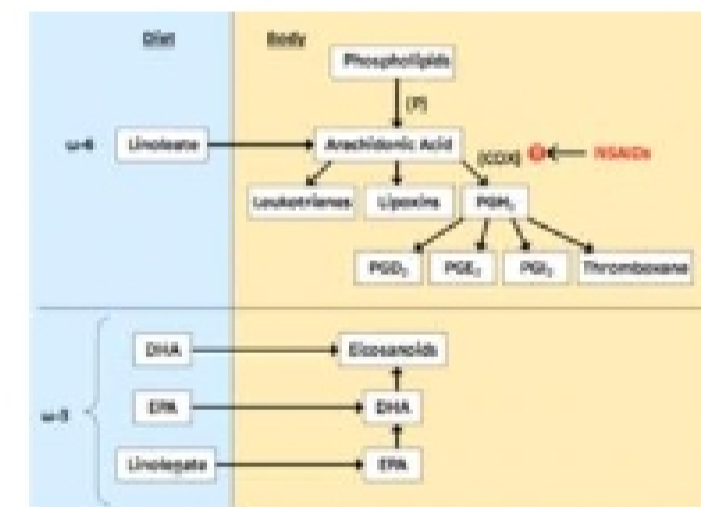 Diet
Body
Phospholipids
[P]
ω-6
Linoleate
Arachidonic Acid
[COX]
NSAIDs
Leukotrienes
Lipoxins
PGH₂
PGD₂
PGE₂
PGI₂
Thromboxane
DHA
Eicosanoids
ω-3
EPA
DHA
Linolenate
EPA